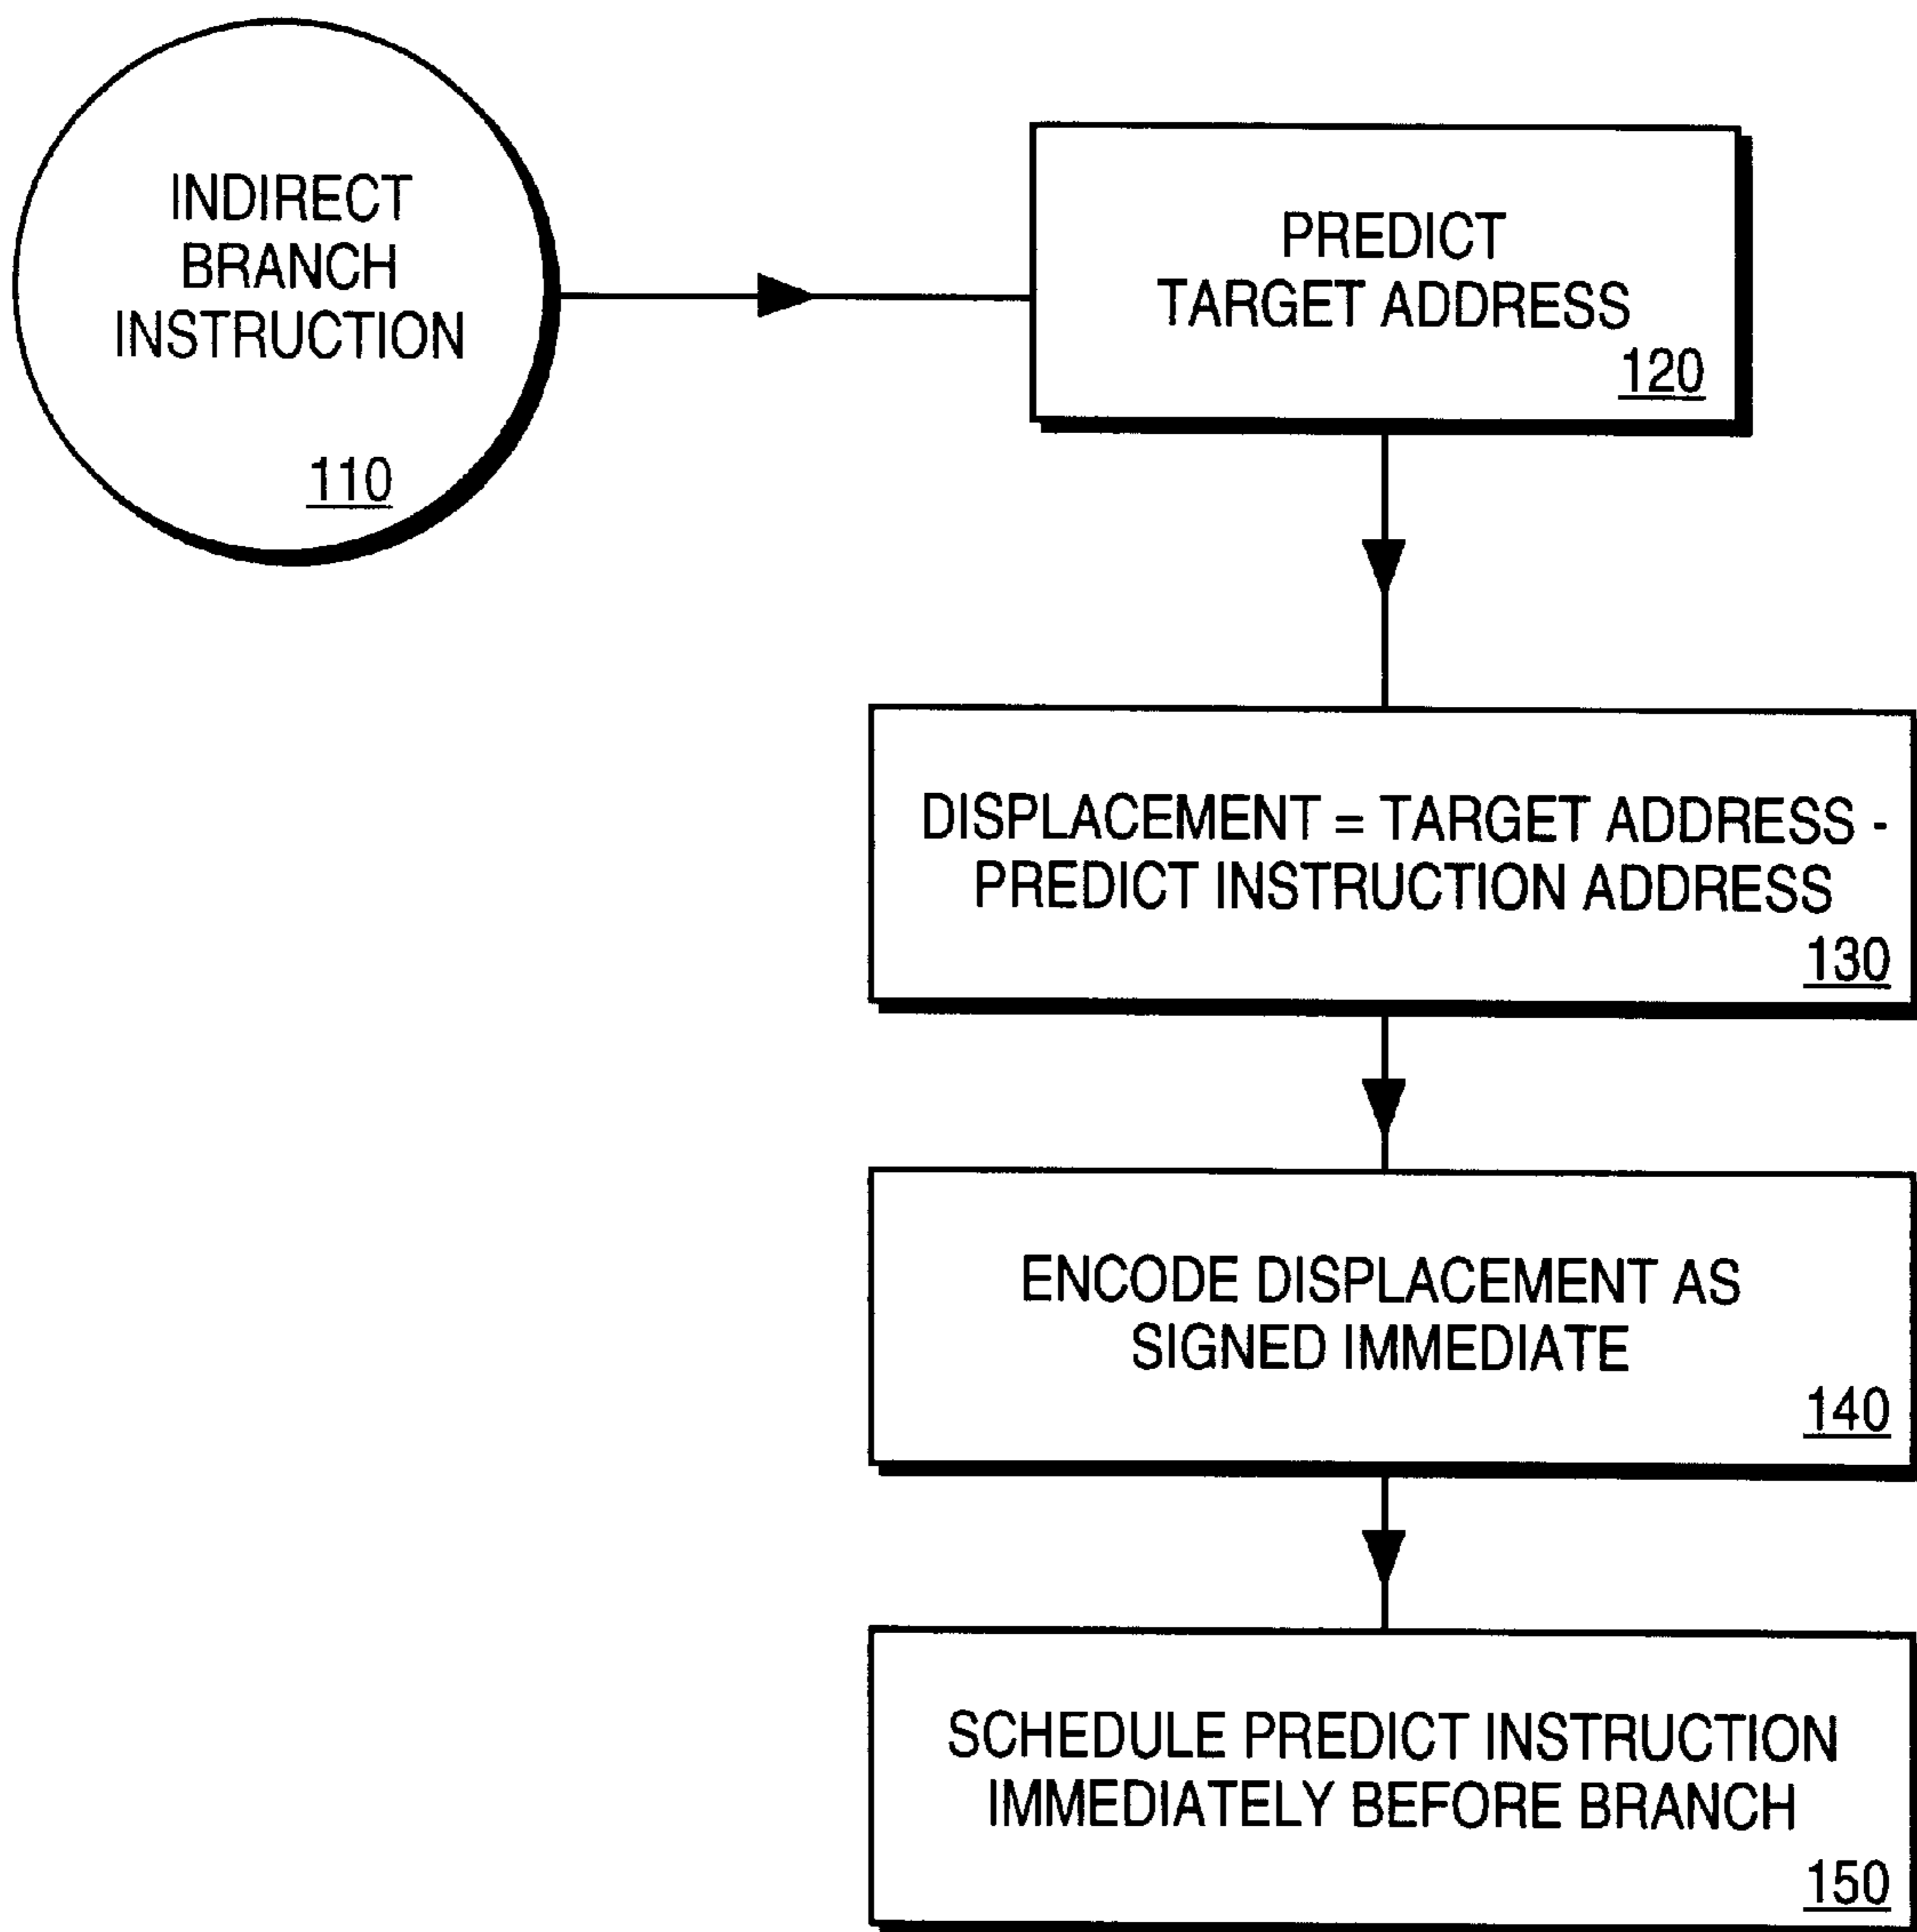 INDIRECT
BRANCH
INSTRUCTION
110
PREDICT
TARGET ADDRESS
120
DISPLACEMENT = TARGET ADDRESS -
PREDICT INSTRUCTION ADDRESS
130
ENCODE DISPLACEMENT AS
SIGNED IMMEDIATE
140
SCHEDULE PREDICT INSTRUCTION
IMMEDIATELY BEFORE BRANCH
150